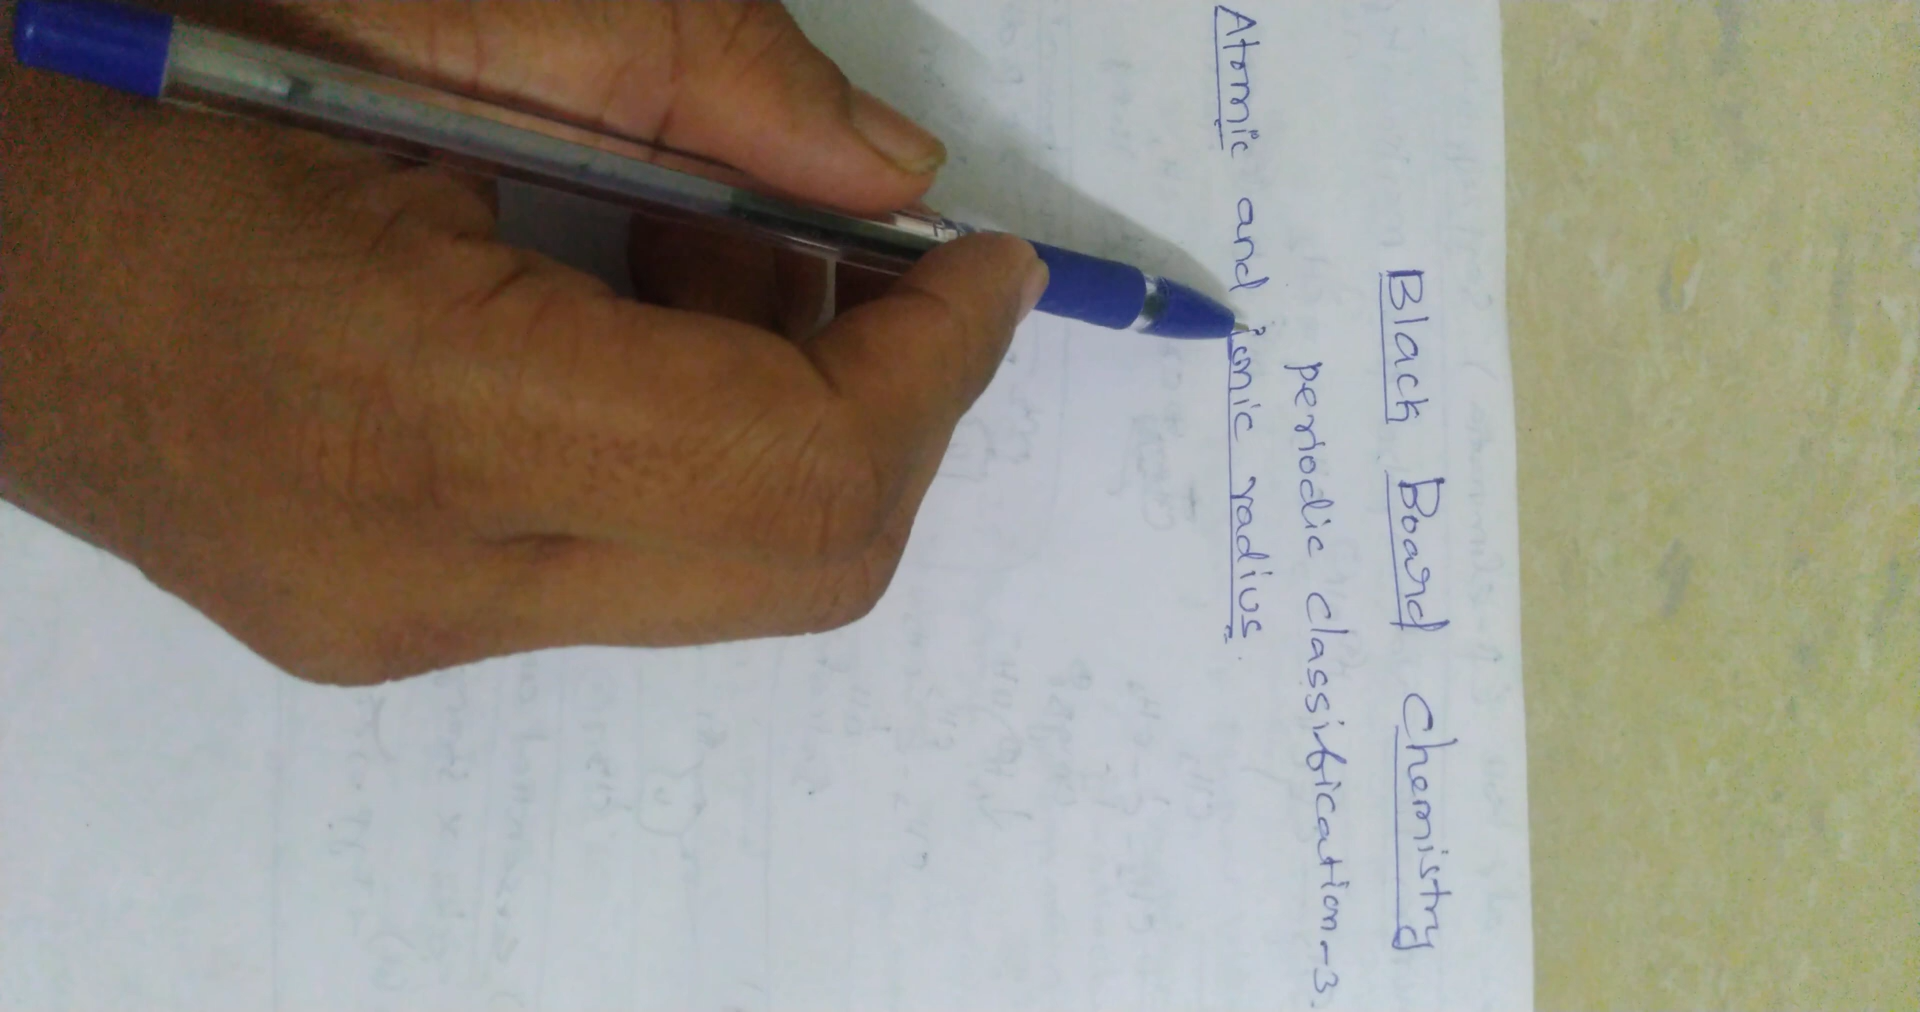 Black Board Chemistry
periodic classification-3.
Atomic and ionic radius.